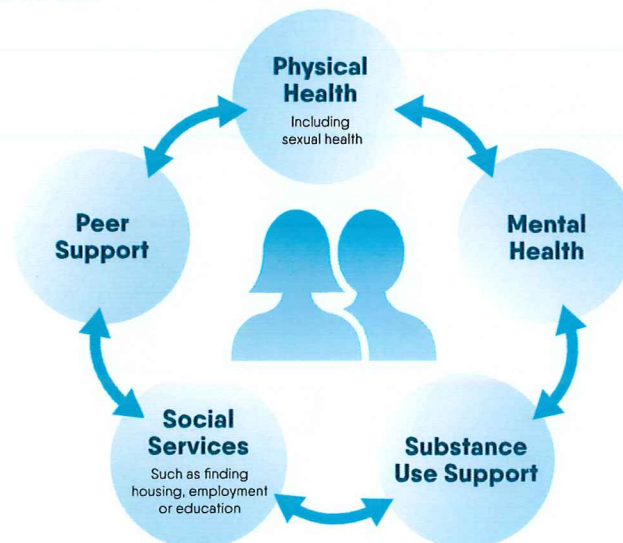 Physical
Health
Including
sexual health
Peer
Support
Mental
Health
Social
Services
Such as finding
housing, employment
or education
Substance
Use Support